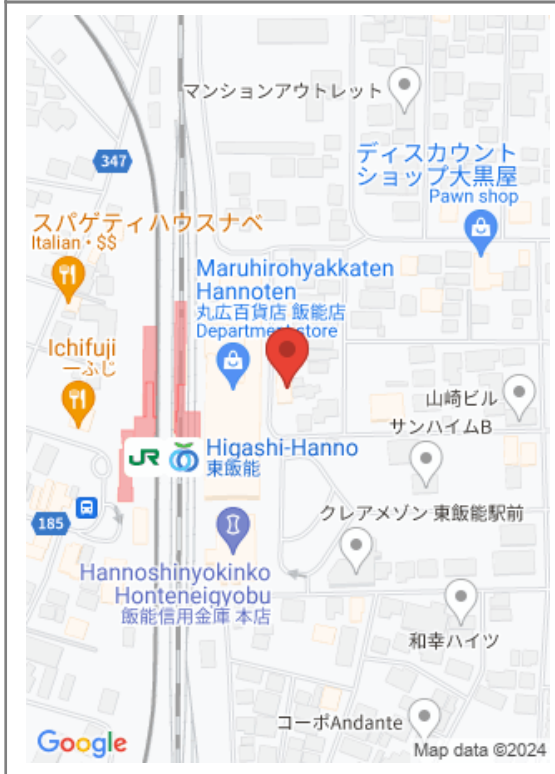 マンションアウトレット
ディスカウント
ショップ大黒屋
Pawn shop
347
スパゲティハウスナベ
Italian・$$
Maruhirohyakkaten
Hannoten
丸広百貨店 飯能店
Department store
Ichifuji
一ふじ
山崎ビル
サンハイムB
JR
Higashi-Hanno
東飯能
クレアメゾン 東飯能駅前
185
Hannoshinyokinko
Honteneigyobu
飯能信用金庫 本店
和幸ハイツ
コーポAndante
Google
Map data ©2024